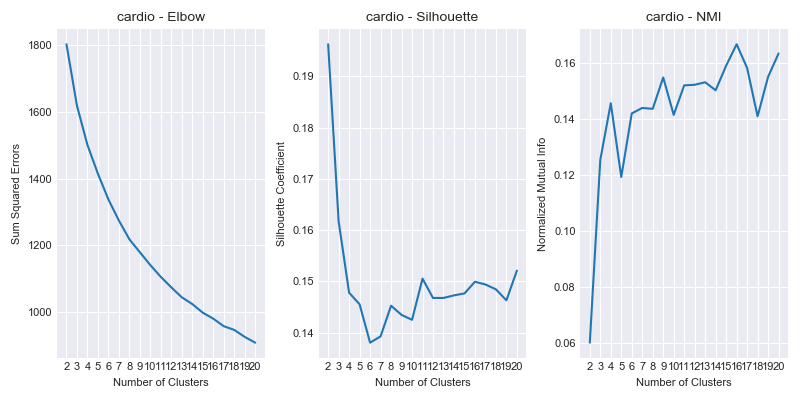 cardio - Elbow
Sum Squared Errors
1800
1600
1400
1200
1000
2 3 4 5 6 7 8 9 10 11 12 13 14 15 16 17 18 19 20
Number of Clusters
cardio - Silhouette
Silhouette Coefficient
0.19
0.18
0.17
0.16
0.15
0.14
2 3 4 5 6 7 8 9 10 11 12 13 14 15 16 17 18 19 20
Number of Clusters
cardio - NMI
Normalized Mutual Info
0.16
0.14
0.12
0.10
0.08
0.06
2 3 4 5 6 7 8 9 10 11 12 13 14 15 16 17 18 19 20
Number of Clusters